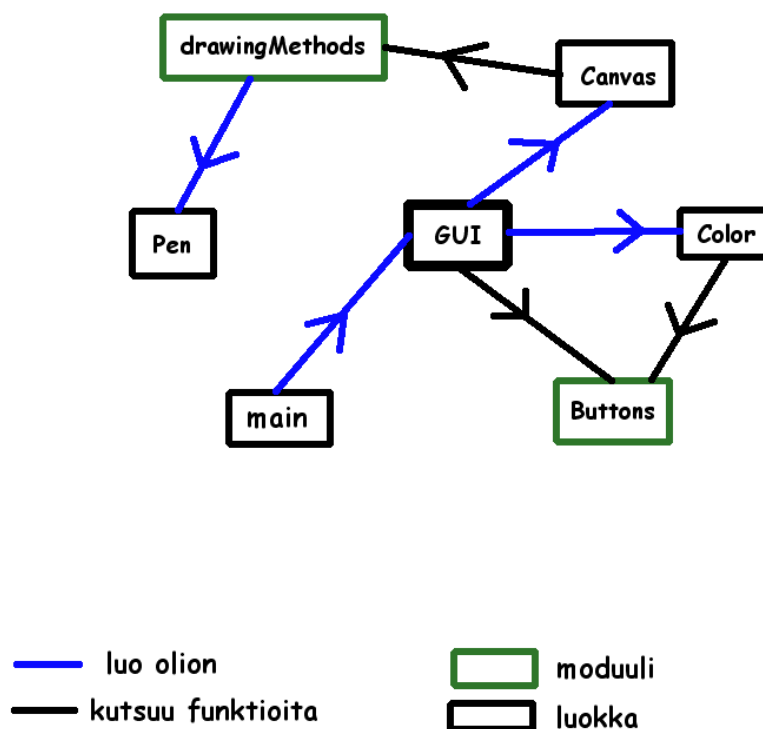 drawingMethods
Canvas
Pen
GUI
Color
main
Buttons
luo olion
moduuli
kutsuu funktioita
luokka